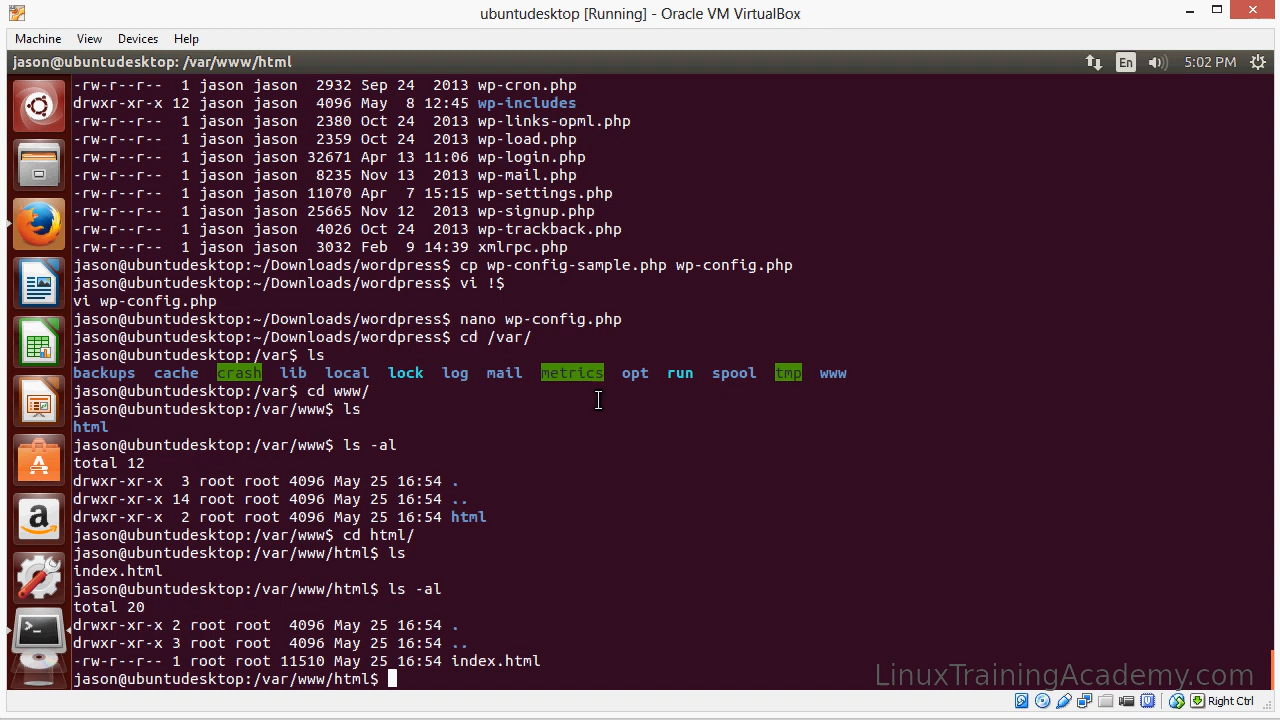 ubuntudesktop [Running] - Oracle VM VirtualBox
Machine View Devices Help
jason@ubuntudesktop: /var/www/html En 5:02 PM
-rw-r--r--  1 jason jason  2932 Sep 24  2013 wp-cron.php
drwxr-xr-x 12 jason jason  4096 May  8 12:45 wp-includes
-rw-r--r--  1 jason jason  2380 Oct 24  2013 wp-links-opml.php
-rw-r--r--  1 jason jason  2359 Oct 24  2013 wp-load.php
-rw-r--r--  1 jason jason 32671 Apr 13 11:06 wp-login.php
-rw-r--r--  1 jason jason  8235 Nov 13  2013 wp-mail.php
-rw-r--r--  1 jason jason 11070 Apr  7 15:15 wp-settings.php
-rw-r--r--  1 jason jason 25665 Nov 12  2013 wp-signup.php
-rw-r--r--  1 jason jason  4026 Oct 24  2013 wp-trackback.php
-rw-r--r--  1 jason jason  3032 Feb  9 14:39 xmlrpc.php
jason@ubuntudesktop:~/Downloads/wordpress$ cp wp-config-sample.php wp-config.php
jason@ubuntudesktop:~/Downloads/wordpress$ vi !$
vi wp-config.php
jason@ubuntudesktop:~/Downloads/wordpress$ nano wp-config.php
jason@ubuntudesktop:~/Downloads/wordpress$ cd /var/
jason@ubuntudesktop:/var$ ls
backups  cache  crash  lib  local  lock  log  mail  metrics  opt  run  spool  tmp  www
jason@ubuntudesktop:/var$ cd www/
jason@ubuntudesktop:/var/www$ ls
html
jason@ubuntudesktop:/var/www$ ls -al
total 12
drwxr-xr-x  3 root root 4096 May 25 16:54 .
drwxr-xr-x 14 root root 4096 May 25 16:54 ..
drwxr-xr-x  2 root root 4096 May 25 16:54 html
jason@ubuntudesktop:/var/www$ cd html/
jason@ubuntudesktop:/var/www/html$ ls
index.html
jason@ubuntudesktop:/var/www/html$ ls -al
total 20
drwxr-xr-x 2 root root  4096 May 25 16:54 .
drwxr-xr-x 3 root root  4096 May 25 16:54 ..
-rw-r--r-- 1 root root 11510 May 25 16:54 index.html
jason@ubuntudesktop:/var/www/html$
LinuxTrainingAcademy.com
Right Ctrl